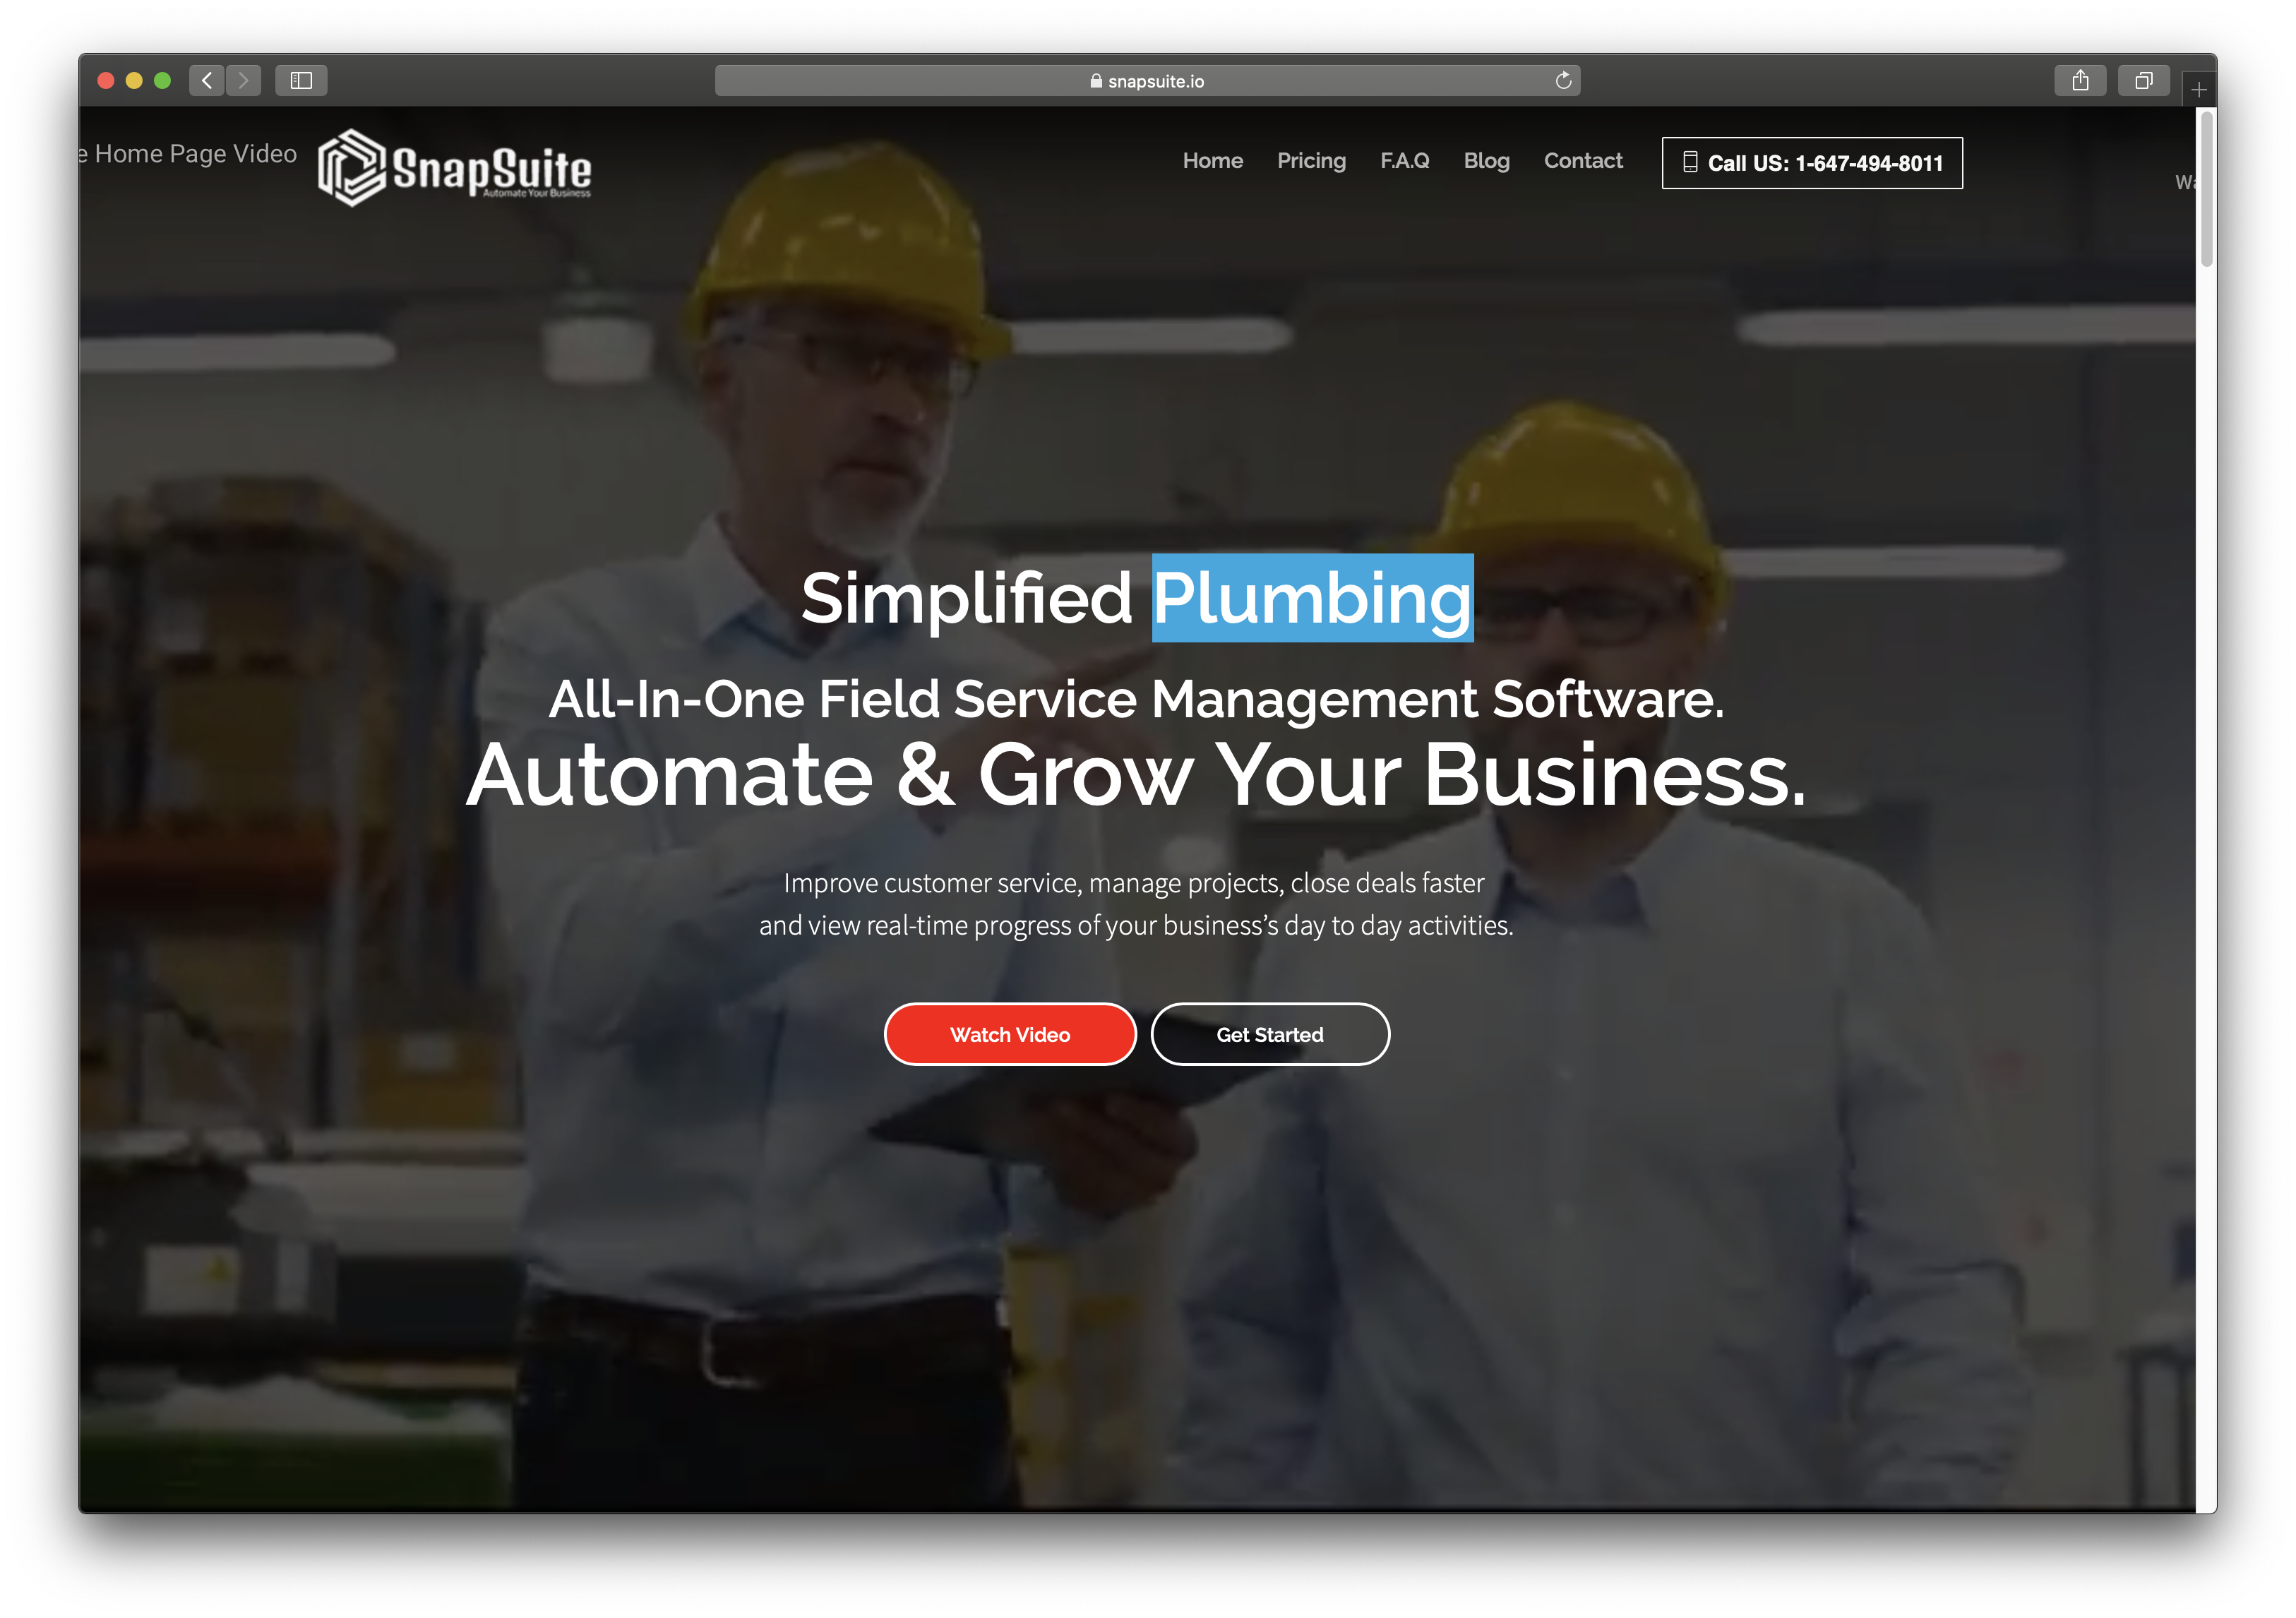 snapsuite.io
e Home Page Video
SnapSuite
Automate Your Business
Home Pricing F.A.Q Blog Contact Call US: 1-647-494-8011
Simplified Plumbing
All-In-One Field Service Management Software.
Automate & Grow Your Business.
Improve customer service, manage projects, close deals faster
and view real-time progress of your business’s day to day activities.
Watch Video Get Started